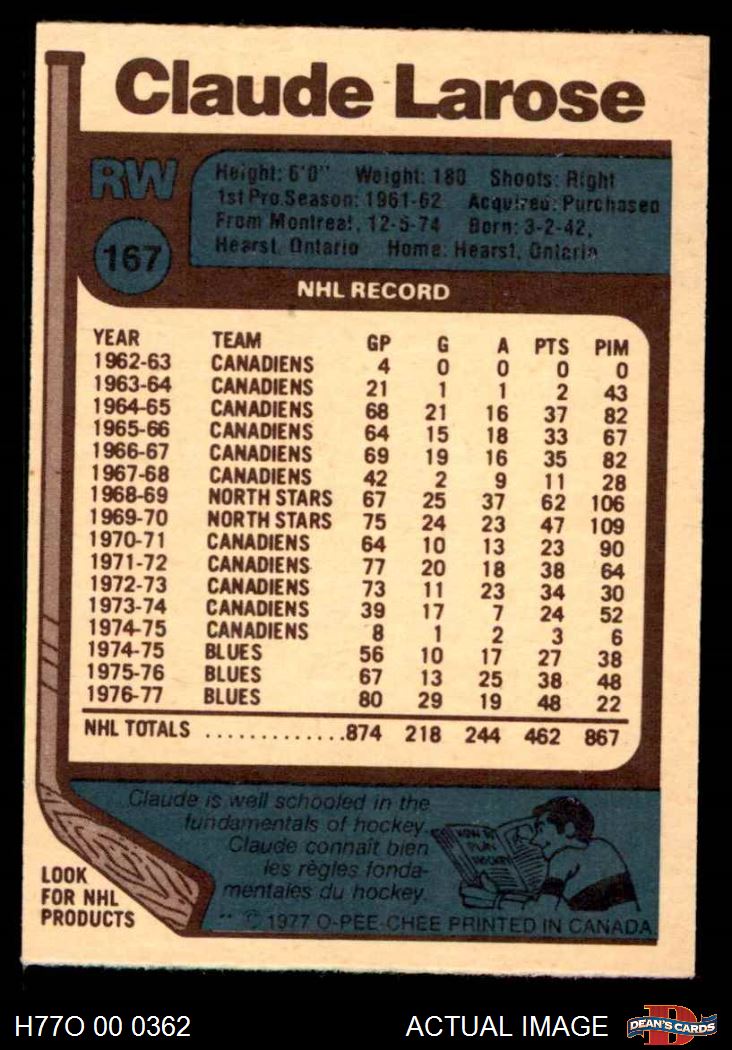 Claude Larose
RW
167
Height: 6'0" Weight: 180 Shoots: Right
1st Pro Season: 1961-62 Acquired: Purchased
From Montreal, 12-5-74 Born: 3-2-42,
Hearst, Ontario Home: Hearst, Ontario
NHL RECORD
YEAR TEAM GP G A PTS PIM
1962-63 CANADIENS 4 0 0 0 0
1963-64 CANADIENS 21 1 1 2 43
1964-65 CANADIENS 68 21 16 37 82
1965-66 CANADIENS 64 15 18 33 67
1966-67 CANADIENS 69 19 16 35 82
1967-68 CANADIENS 42 2 9 11 28
1968-69 NORTH STARS 67 25 37 62 106
1969-70 NORTH STARS 75 24 23 47 109
1970-71 CANADIENS 64 10 13 23 90
1971-72 CANADIENS 77 20 18 38 64
1972-73 CANADIENS 73 11 23 34 30
1973-74 CANADIENS 39 17 7 24 52
1974-75 CANADIENS 8 1 2 3 6
1974-75 BLUES 56 10 17 27 38
1975-76 BLUES 67 13 25 38 48
1976-77 BLUES 80 29 19 48 22
NHL TOTALS .............874 218 244 462 867
Claude is well schooled in the
fundamentals of hockey.
Claude connaît bien
les règles fonda-
mentales du hockey.
HOW TO
PLAY
HOCKEY
LOOK
FOR NHL
PRODUCTS
** © 1977 O-PEE-CHEE PRINTED IN CANADA
H77O 00 0362
ACTUAL IMAGE
D
DEAN'S CARDS